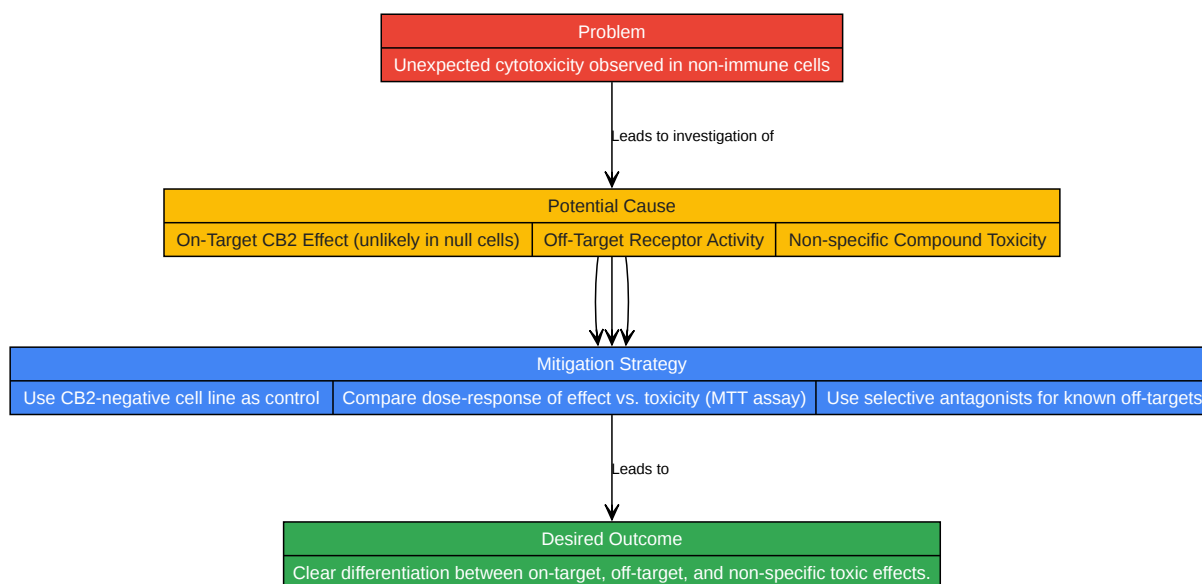 Problem
Unexpected cytotoxicity observed in non-immune cells
Leads to investigation of
Potential Cause
On-Target CB2 Effect (unlikely in null cells)
Off-Target Receptor Activity
Non-specific Compound Toxicity
Mitigation Strategy
Use CB2-negative cell line as control
Compare dose-response of effect vs. toxicity (MTT assay)
Use selective antagonists for known off-targets
Leads to
Desired Outcome
Clear differentiation between on-target, off-target, and non-specific toxic effects.